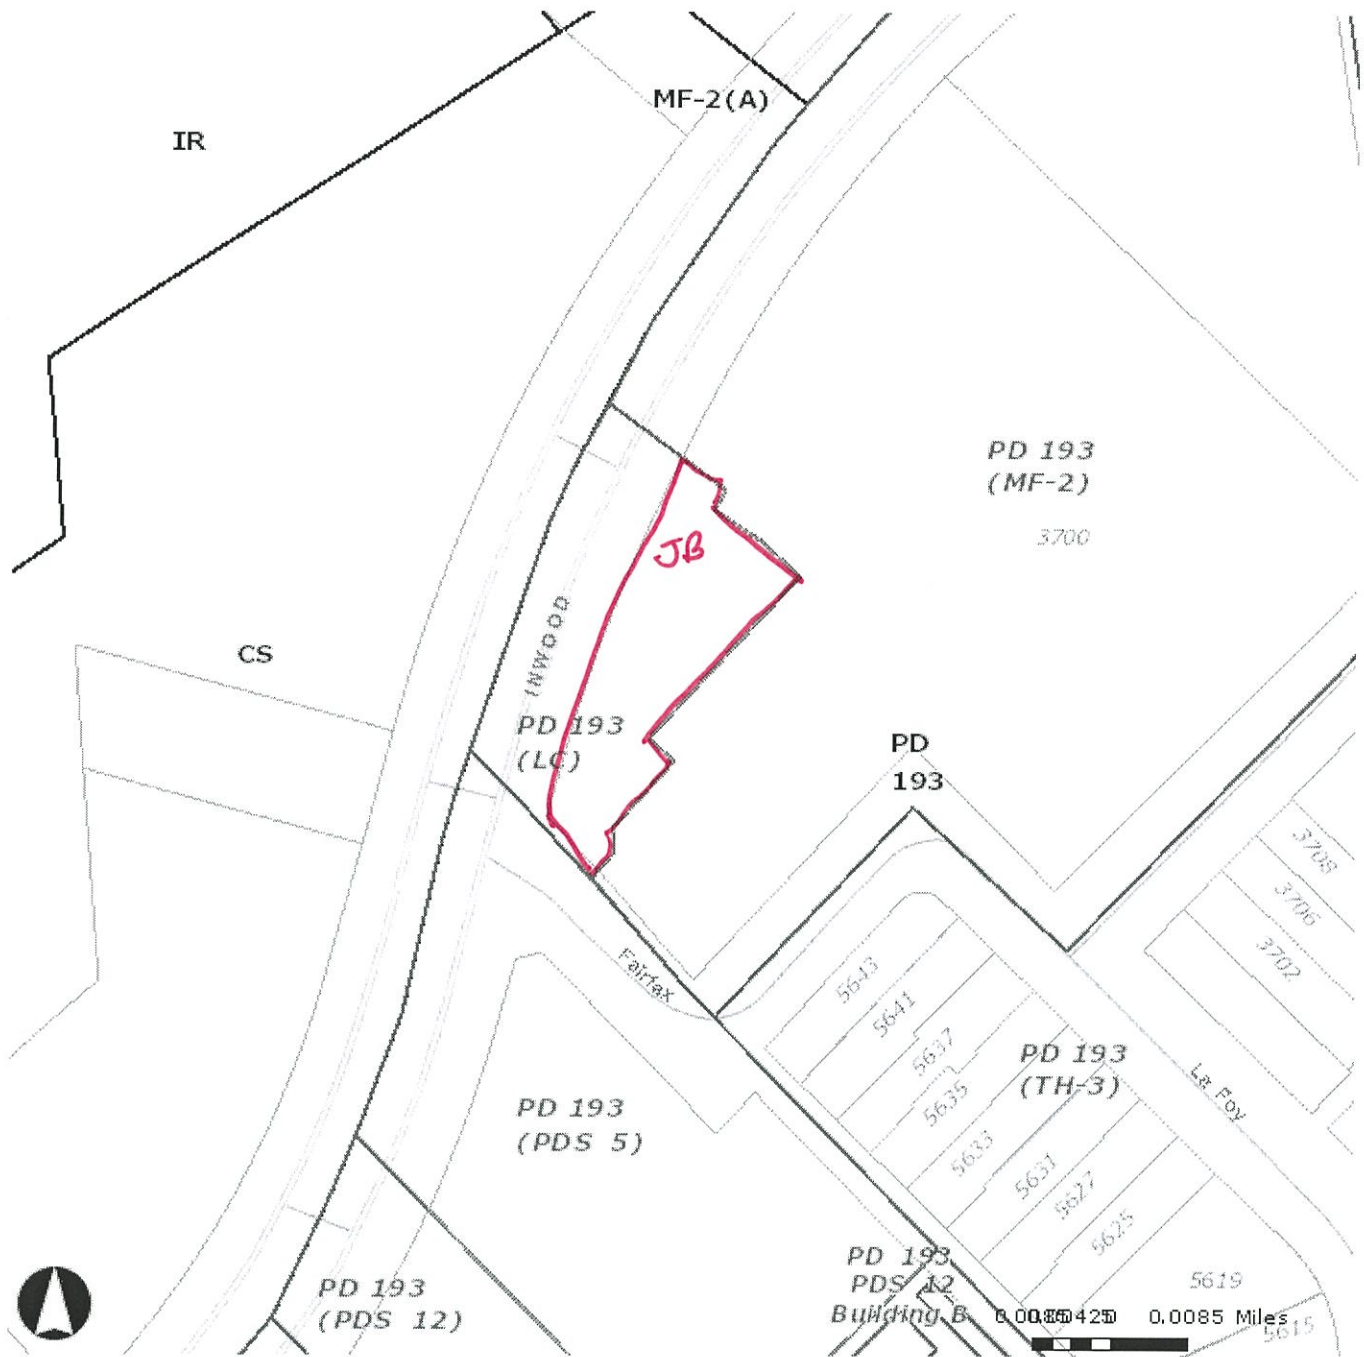 MF-2(A)
IR
PD 193
(MF-2)
3700
JB
INWOOD
CS
PD 193
(LC)
PD
193
3708
3706
3702
Fairfax
5643
5641
5637
5635
5633
5631
5627
5625
PD 193
(TH-3)
La Foy
PD 193
(PDS 5)
PD 193
PDS 12
Building B
5619
5615
PD 193
(PDS 12)
0.0085 Miles